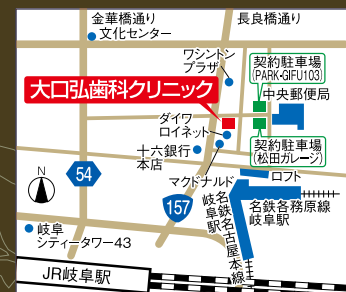 金華橋通り
長良橋通り
文化センター
ワシントン
プラザ
契約駐車場
(PARK・GIFU103)
大口弘歯科クリニック
中央郵便局
ダイワ
ロイネット
契約駐車場
(松田ガレージ)
十六銀行
本店
マクドナルド
ロフト
N
54
157
名鉄
岐阜駅
名鉄名古屋本線
名鉄各務原線
岐阜駅
岐阜
シティータワー43
JR岐阜駅